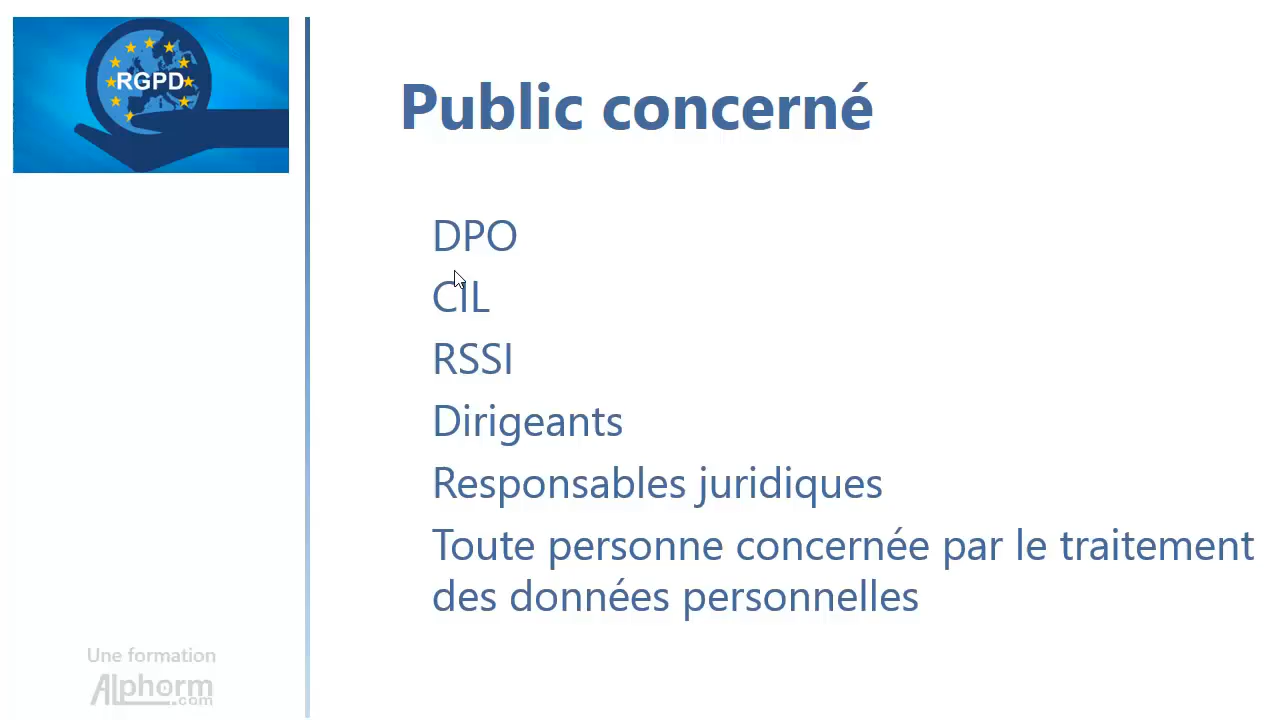 RGPD
Public concerné
DPO
CIL
RSSI
Dirigeants
Responsables juridiques
Toute personne concernée par le traitement
des données personnelles
Une formation
Alphorm
.com